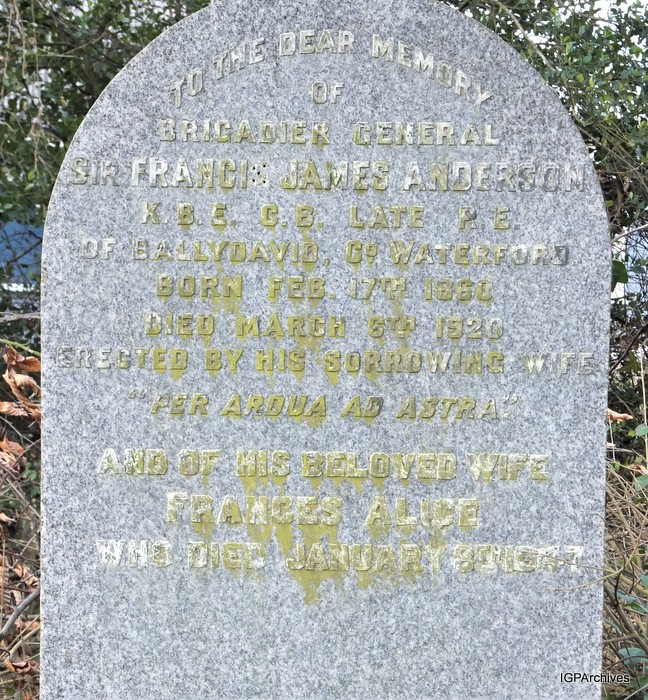 TO THE DEAR MEMORY
OF
BRIGADIER GENERAL
SIR FRANCIS JAMES ANDERSON
K.B.E. C.B. LATE R.E.
OF BALLYDAVID, Co WATERFORD.
BORN FEB. 17TH 1860
DIED MARCH 6TH 1920
ERECTED BY HIS SORROWING WIFE
"PER ARDUA AD ASTRA"
AND OF HIS BELOVED WIFE
FRANCES ALICE
WHO DIED JANUARY 8TH 1947
IGPArchives